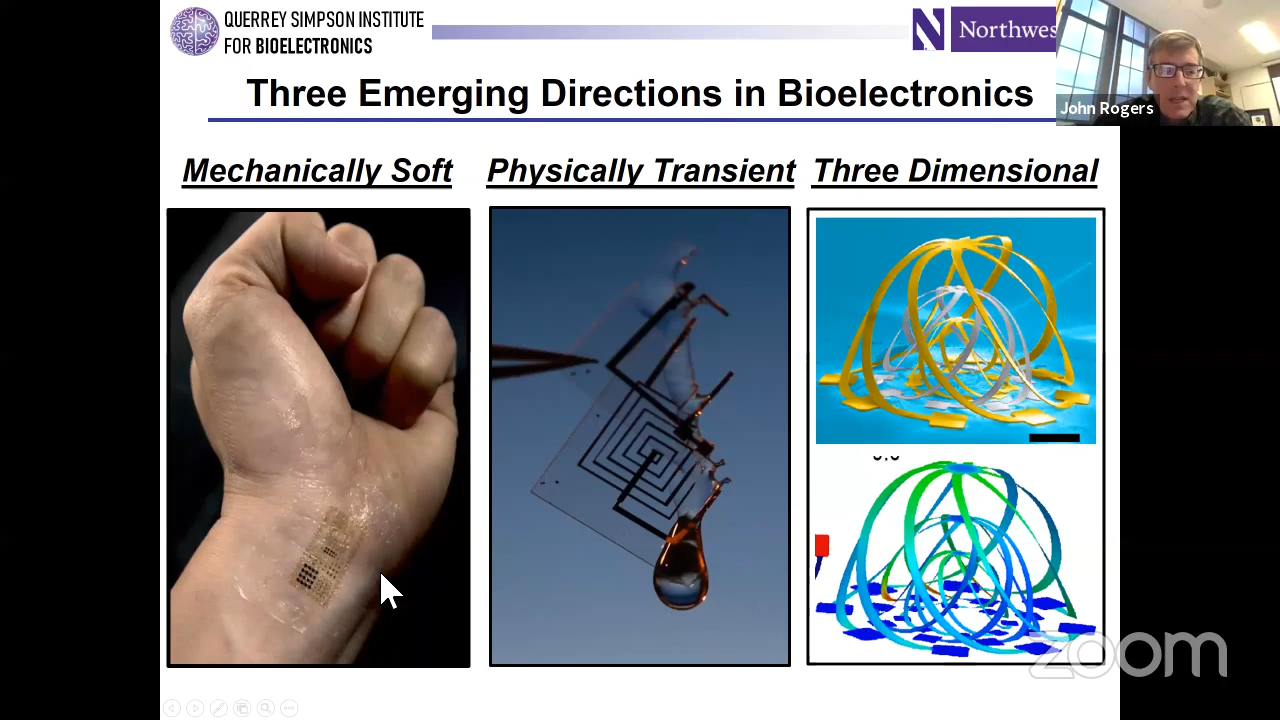 QUERREY SIMPSON INSTITUTE
FOR BIOELECTRONICS
N Northwes
John Rogers
Three Emerging Directions in Bioelectronics
Mechanically Soft
Physically Transient
Three Dimensional
zoom